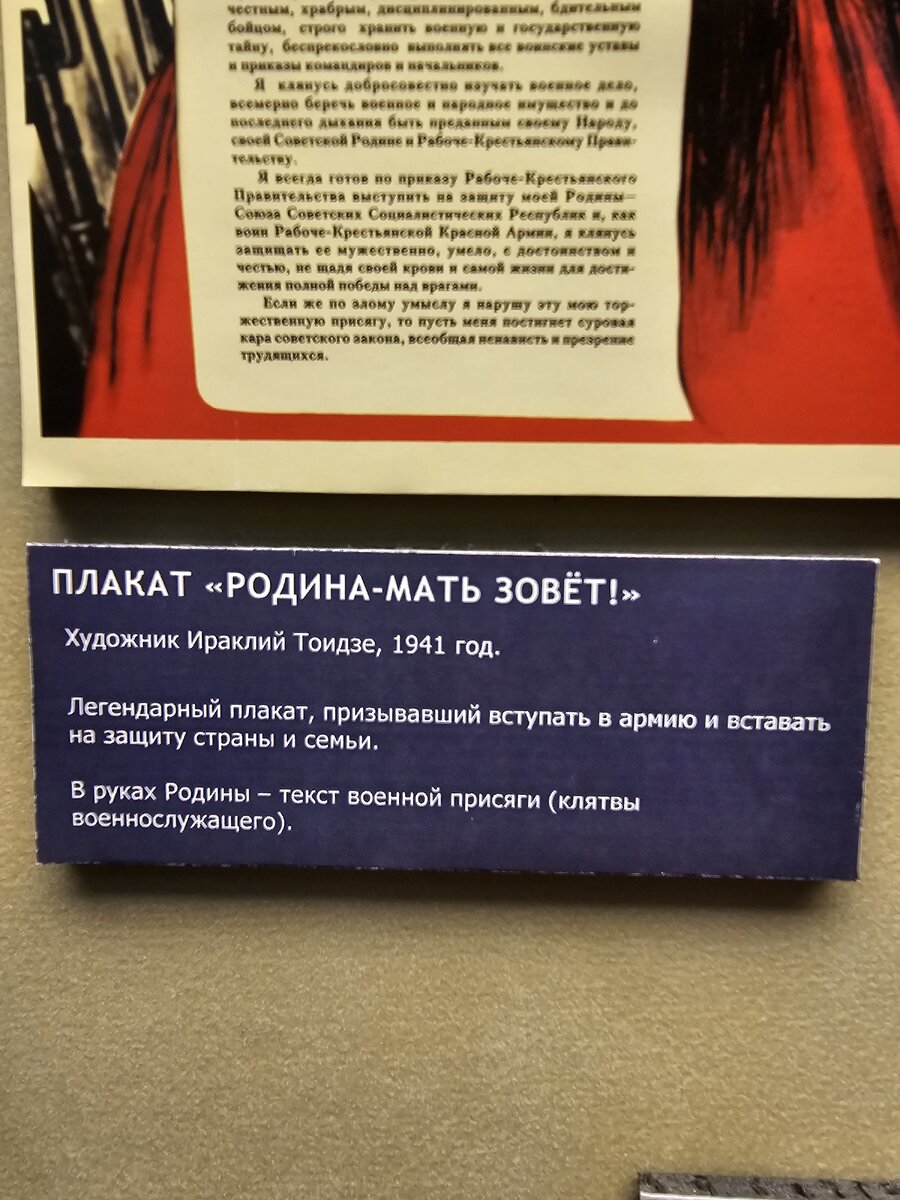 честным, храбрым, дисциплинированным, бдительным
бойцом, строго хранить военную и государственную
тайну, беспрекословно выполнять все воинские уставы
и приказы командиров и начальников.
Я клянусь добросовестно изучать военное дело,
всемерно беречь военное и народное имущество и до
последнего дыхания быть преданным своему Народу,
своей Советской Родине и Рабоче-Крестьянскому Прави-
тельству.
Я всегда готов по приказу Рабоче-Крестьянского
Правительства выступить на защиту моей Родины—
Союза Советских Социалистических Республик и, как
воин Рабоче-Крестьянской Красной Армии, я клянусь
защищать ее мужественно, умело, с достоинством и
честью, не щадя своей крови и самой жизни для дости-
жения полной победы над врагами.
Если же по злому умыслу я нарушу эту мою тор-
жественную присягу, то пусть меня постигнет суровая
кара советского закона, всеобщая ненависть и презрение
трудящихся.
ПЛАКАТ «РОДИНА-МАТЬ ЗОВЁТ!»
Художник Ираклий Тоидзе, 1941 год.
Легендарный плакат, призывавший вступать в армию и вставать
на защиту страны и семьи.
В руках Родины – текст военной присяги (клятвы
военнослужащего).